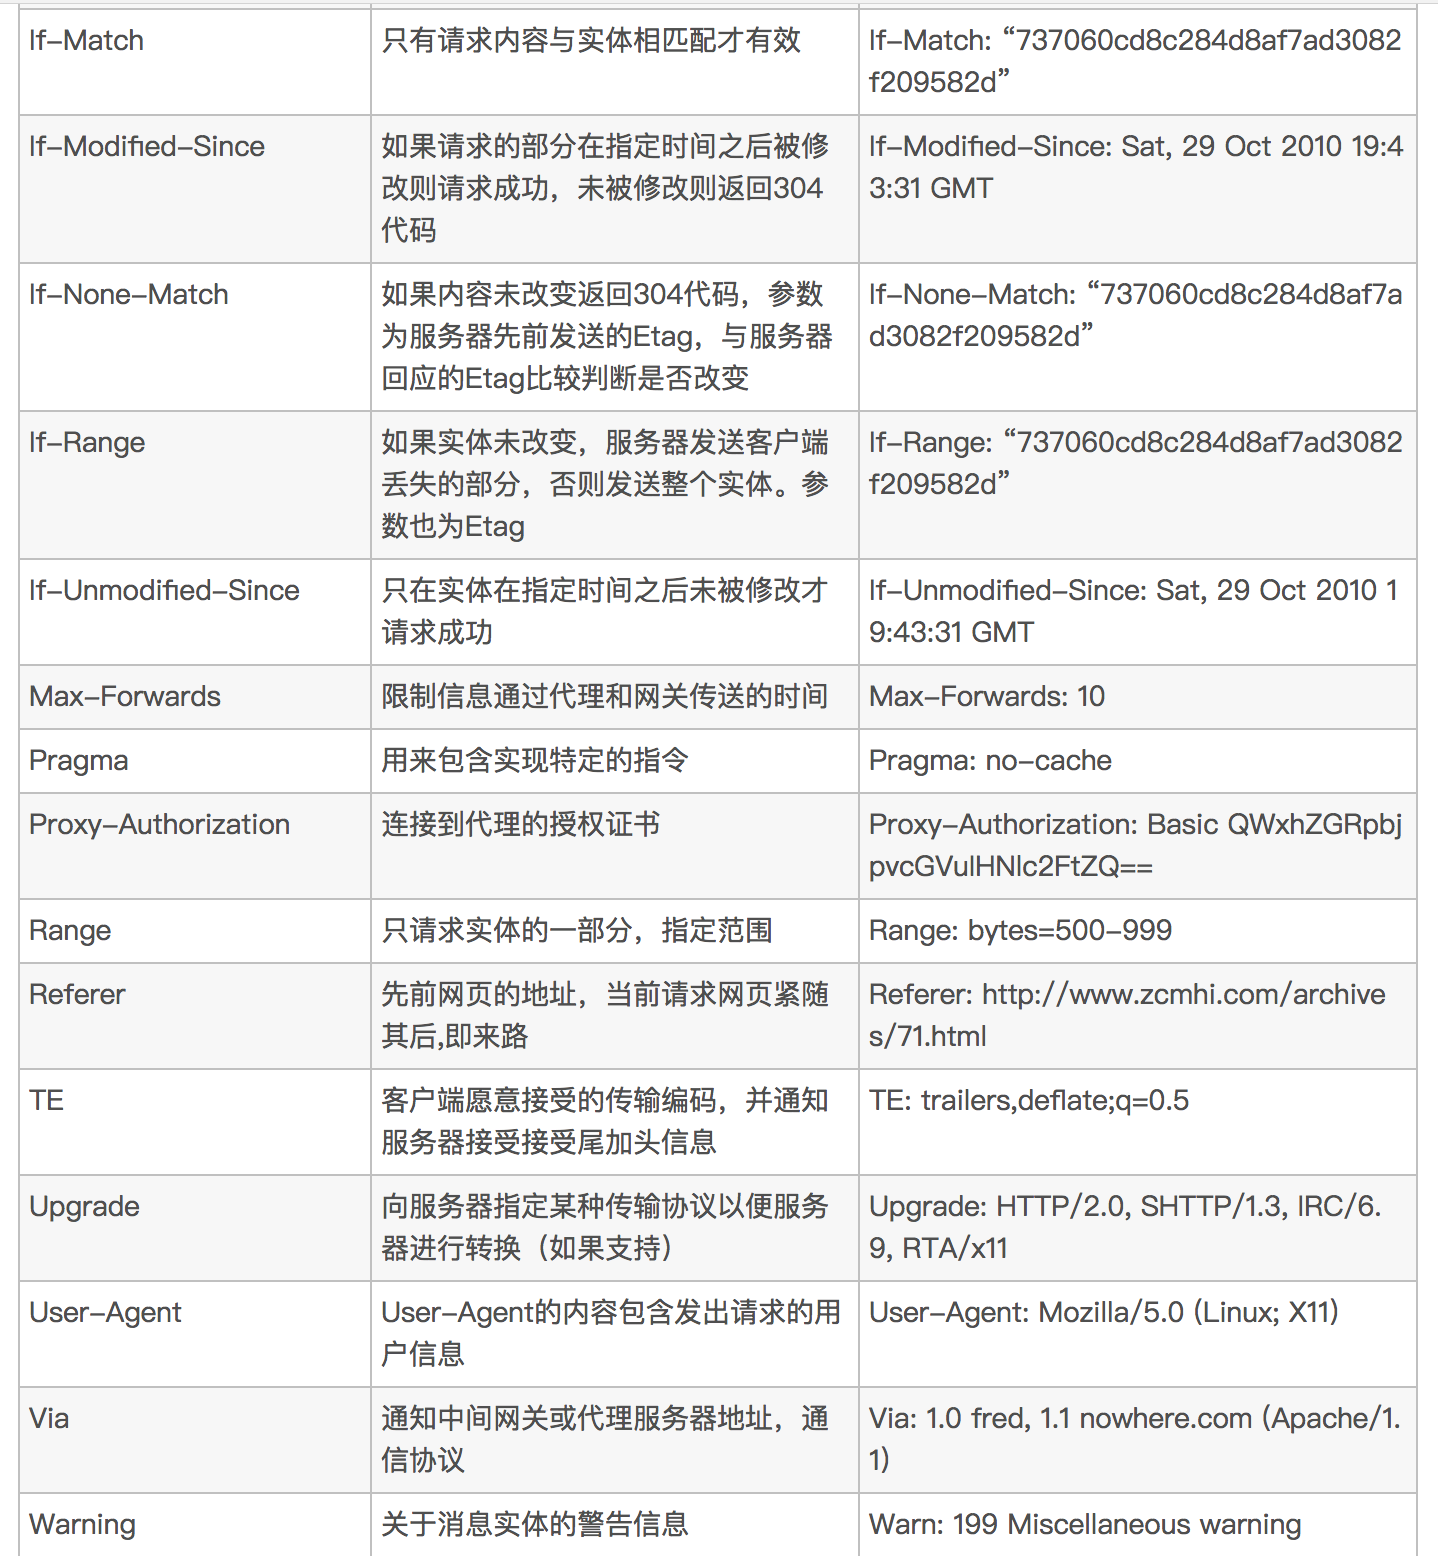 If-Match
只有请求内容与实体相匹配才有效
If-Match: “737060cd8c284d8af7ad3082
f209582d”
If-Modified-Since
如果请求的部分在指定时间之后被修
改则请求成功，未被修改则返回304
代码
If-Modified-Since: Sat, 29 Oct 2010 19:4
3:31 GMT
If-None-Match
如果内容未改变返回304代码，参数
为服务器先前发送的Etag，与服务器
回应的Etag比较判断是否改变
If-None-Match: “737060cd8c284d8af7a
d3082f209582d”
If-Range
如果实体未改变，服务器发送客户端
丢失的部分，否则发送整个实体。参
数也为Etag
If-Range: “737060cd8c284d8af7ad3082
f209582d”
If-Unmodified-Since
只在实体在指定时间之后未被修改才
请求成功
If-Unmodified-Since: Sat, 29 Oct 2010 1
9:43:31 GMT
Max-Forwards
限制信息通过代理和网关传送的时间
Max-Forwards: 10
Pragma
用来包含实现特定的指令
Pragma: no-cache
Proxy-Authorization
连接到代理的授权证书
Proxy-Authorization: Basic QWxhZGRpbj
pvcGVuIHNlc2FtZQ==
Range
只请求实体的一部分，指定范围
Range: bytes=500-999
Referer
先前网页的地址，当前请求网页紧随
其后,即来路
Referer: http://www.zcmhi.com/archive
s/71.html
TE
客户端愿意接受的传输编码，并通知
服务器接受接受尾加头信息
TE: trailers,deflate;q=0.5
Upgrade
向服务器指定某种传输协议以便服务
器进行转换（如果支持）
Upgrade: HTTP/2.0, SHTTP/1.3, IRC/6.
9, RTA/x11
User-Agent
User-Agent的内容包含发出请求的用
户信息
User-Agent: Mozilla/5.0 (Linux; X11)
Via
通知中间网关或代理服务器地址，通
信协议
Via: 1.0 fred, 1.1 nowhere.com (Apache/1.
1)
Warning
关于消息实体的警告信息
Warn: 199 Miscellaneous warning